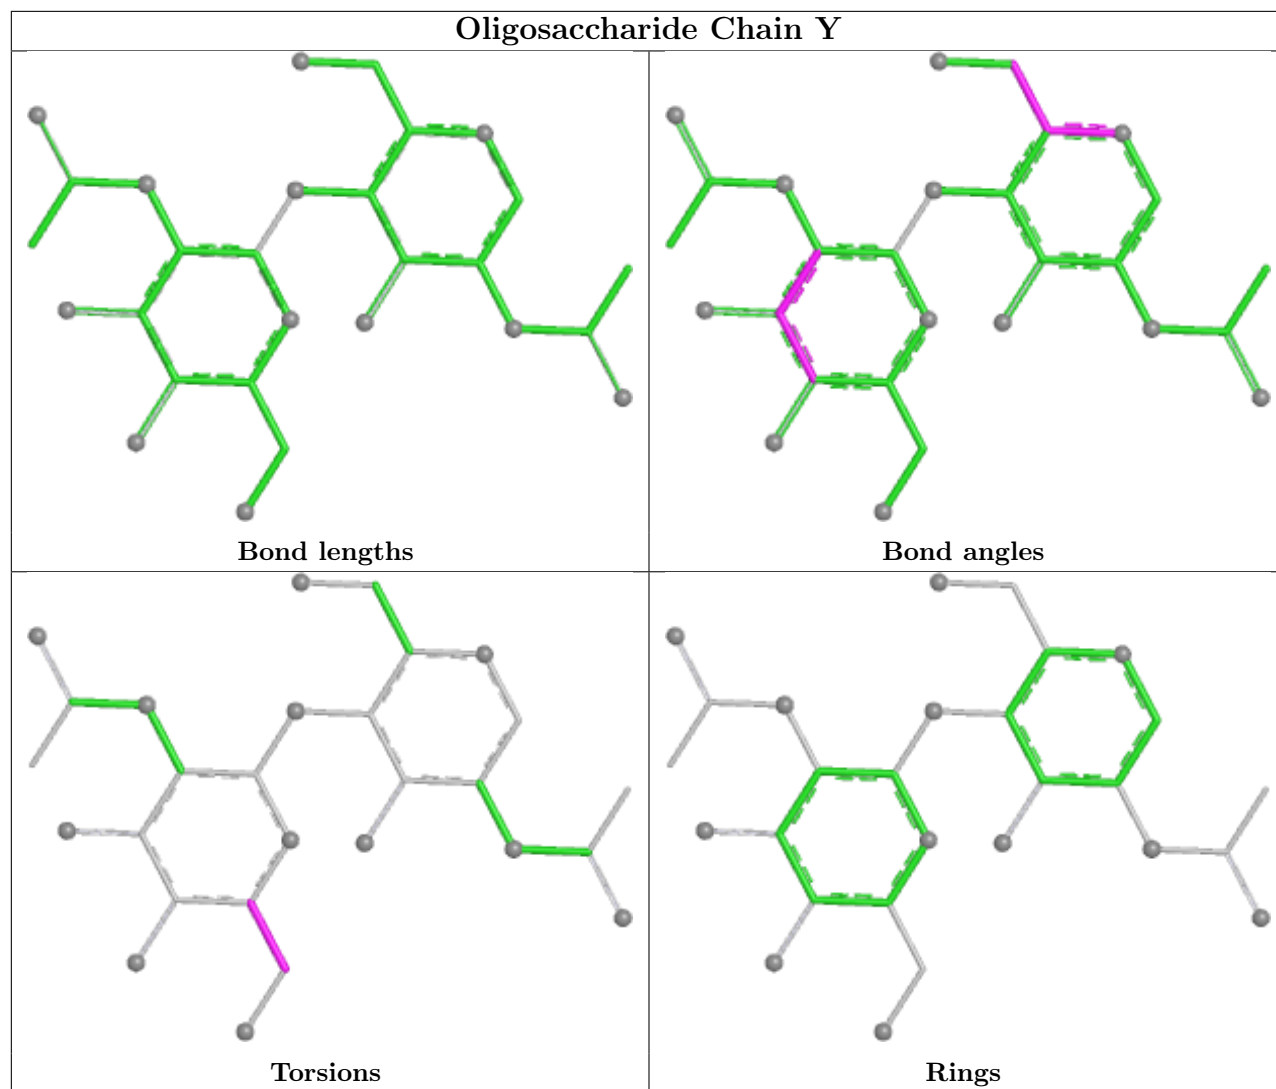 Oligosaccharide Chain Y
Bond lengths
Bond angles
Torsions
Rings